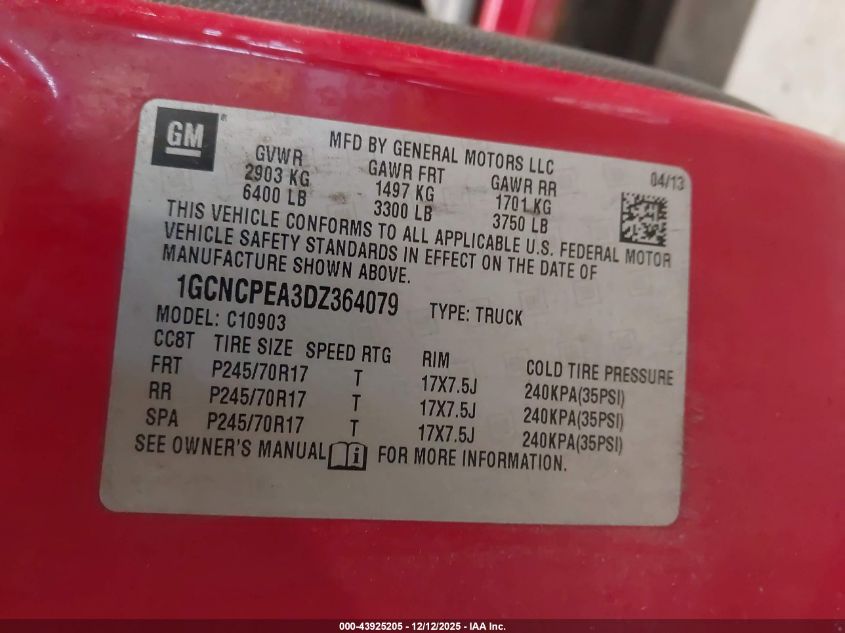 GM®
MFD BY GENERAL MOTORS LLC
04/13
GVWR GAWR FRT GAWR RR
2903 KG 1497 KG 1701 KG
6400 LB 3300 LB 3750 LB
THIS VEHICLE CONFORMS TO ALL APPLICABLE U.S. FEDERAL MOTOR
VEHICLE SAFETY STANDARDS IN EFFECT ON THE DATE OF
MANUFACTURE SHOWN ABOVE.
1GCNCPEA3DZ364079 TYPE: TRUCK
MODEL: C10903
CC8T TIRE SIZE SPEED RTG RIM COLD TIRE PRESSURE
FRT P245/70R17 T 17X7.5J 240KPA(35PSI)
RR P245/70R17 T 17X7.5J 240KPA(35PSI)
SPA P245/70R17 T 17X7.5J 240KPA(35PSI)
SEE OWNER'S MANUAL i FOR MORE INFORMATION.
000-43925205 - 12/12/2025 - IAA Inc.